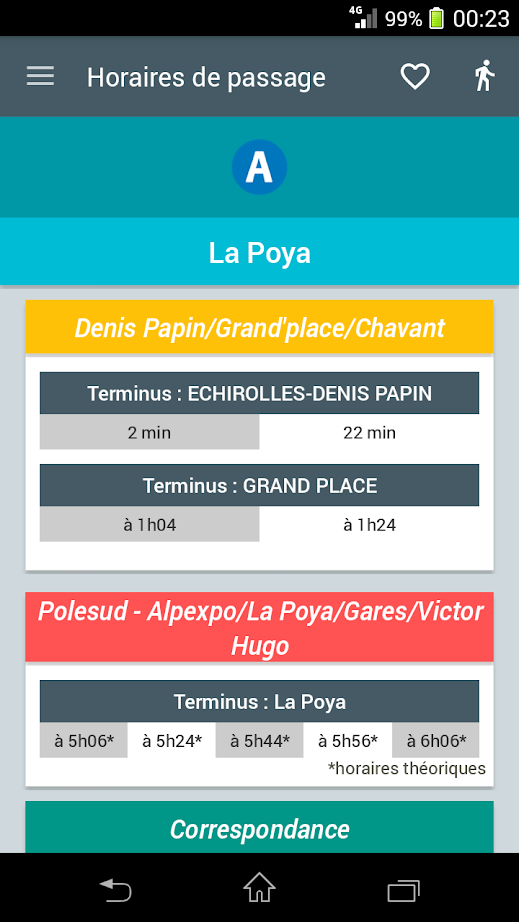 4G 99% 00:23
Horaires de passage
A
La Poya
Denis Papin/Grand'place/Chavant
Terminus : ECHIROLLES-DENIS PAPIN
2 min 22 min
Terminus : GRAND PLACE
à 1h04 à 1h24
Polesud - Alpexpo/La Poya/Gares/Victor
Hugo
Terminus : La Poya
à 5h06* à 5h24* à 5h44* à 5h56* à 6h06*
*horaires théoriques
Correspondance